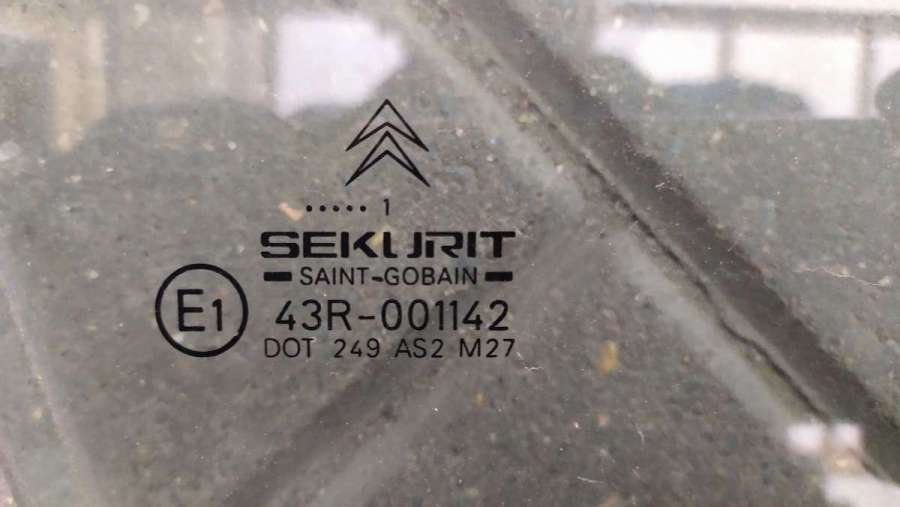 ..... 1
SEKURIT
SAINT-GOBAIN
E1
43R-001142
DOT 249 AS2 M27